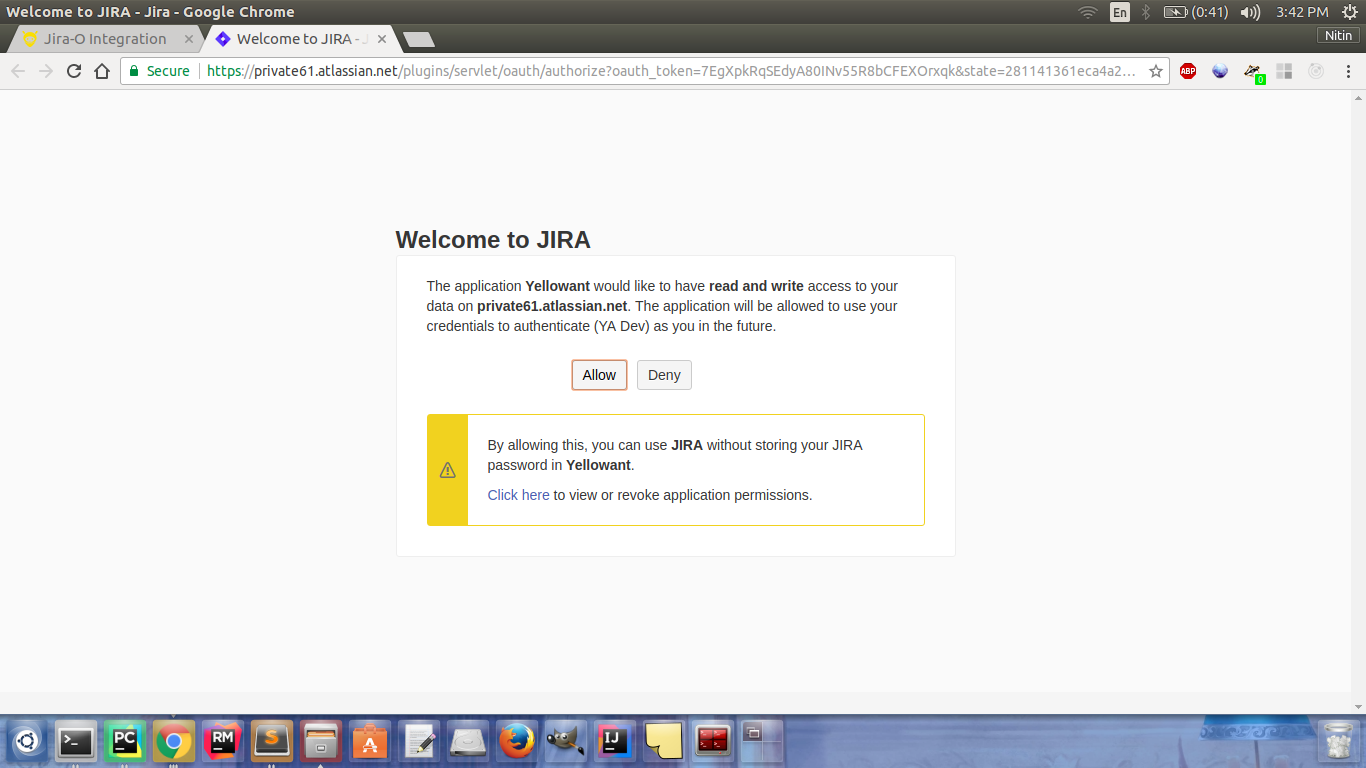 Welcome to JIRA - Jira - Google Chrome
En
(0:41)
3:42 PM
Jira-O Integration
Welcome to JIRA - J
Nitin
Secure
https://private61.atlassian.net/plugins/servlet/oauth/authorize?oauth_token=7EgXpkRqSEdyA80INv55R8bCFEXOrxqk&state=281141361eca4a2...
ABP
0
Welcome to JIRA
The application Yellowant would like to have read and write access to your
data on private61.atlassian.net. The application will be allowed to use your
credentials to authenticate (YA Dev) as you in the future.
Allow
Deny
By allowing this, you can use JIRA without storing your JIRA
password in Yellowant.
Click here to view or revoke application permissions.
>_
PC
RM
S
A
IJ